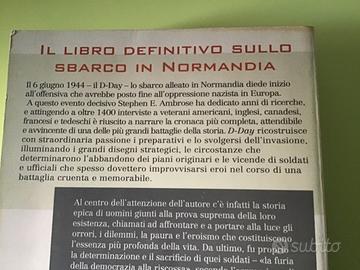 IL LIBRO DEFINITIVO SULLO
SBARCO IN NORMANDIA
Il 6 giugno 1944 – il D-Day – lo sbarco alleato in Normandia diede inizio
all'offensiva che avrebbe posto fine all'oppressione nazista in Europa.
A questo evento decisivo Stephen E. Ambrose ha dedicato anni di ricerche,
e attingendo a oltre 1400 interviste a veterani americani, inglesi, canadesi,
francesi e tedeschi è riuscito a narrare la cronaca più completa, attendibile
e avvincente di una delle più grandi battaglie della storia. D-Day ricostruisce
con straordinaria passione i preparativi e lo svolgersi dell'invasione,
illuminando i grandi disegni strategici, le circostanze che
determinarono l'abbandono dei piani originari e le vicende di soldati
e ufficiali che spesso dovettero improvvisarsi eroi nel corso di una
battaglia cruenta e memorabile.
Al centro dell'attenzione dell'autore c'è infatti la storia
epica di uomini giunti alla prova suprema della loro
esistenza, chiamati ad affrontare e a portare alla luce gli
orrori, i dilemmi, la paura e l'eroismo che costituiscono
l'essenza più profonda della vita. Da ultimo, fu proprio
la determinazione e il sacrificio di quei soldati – «la furia
della democrazia alla riscossa»
subito